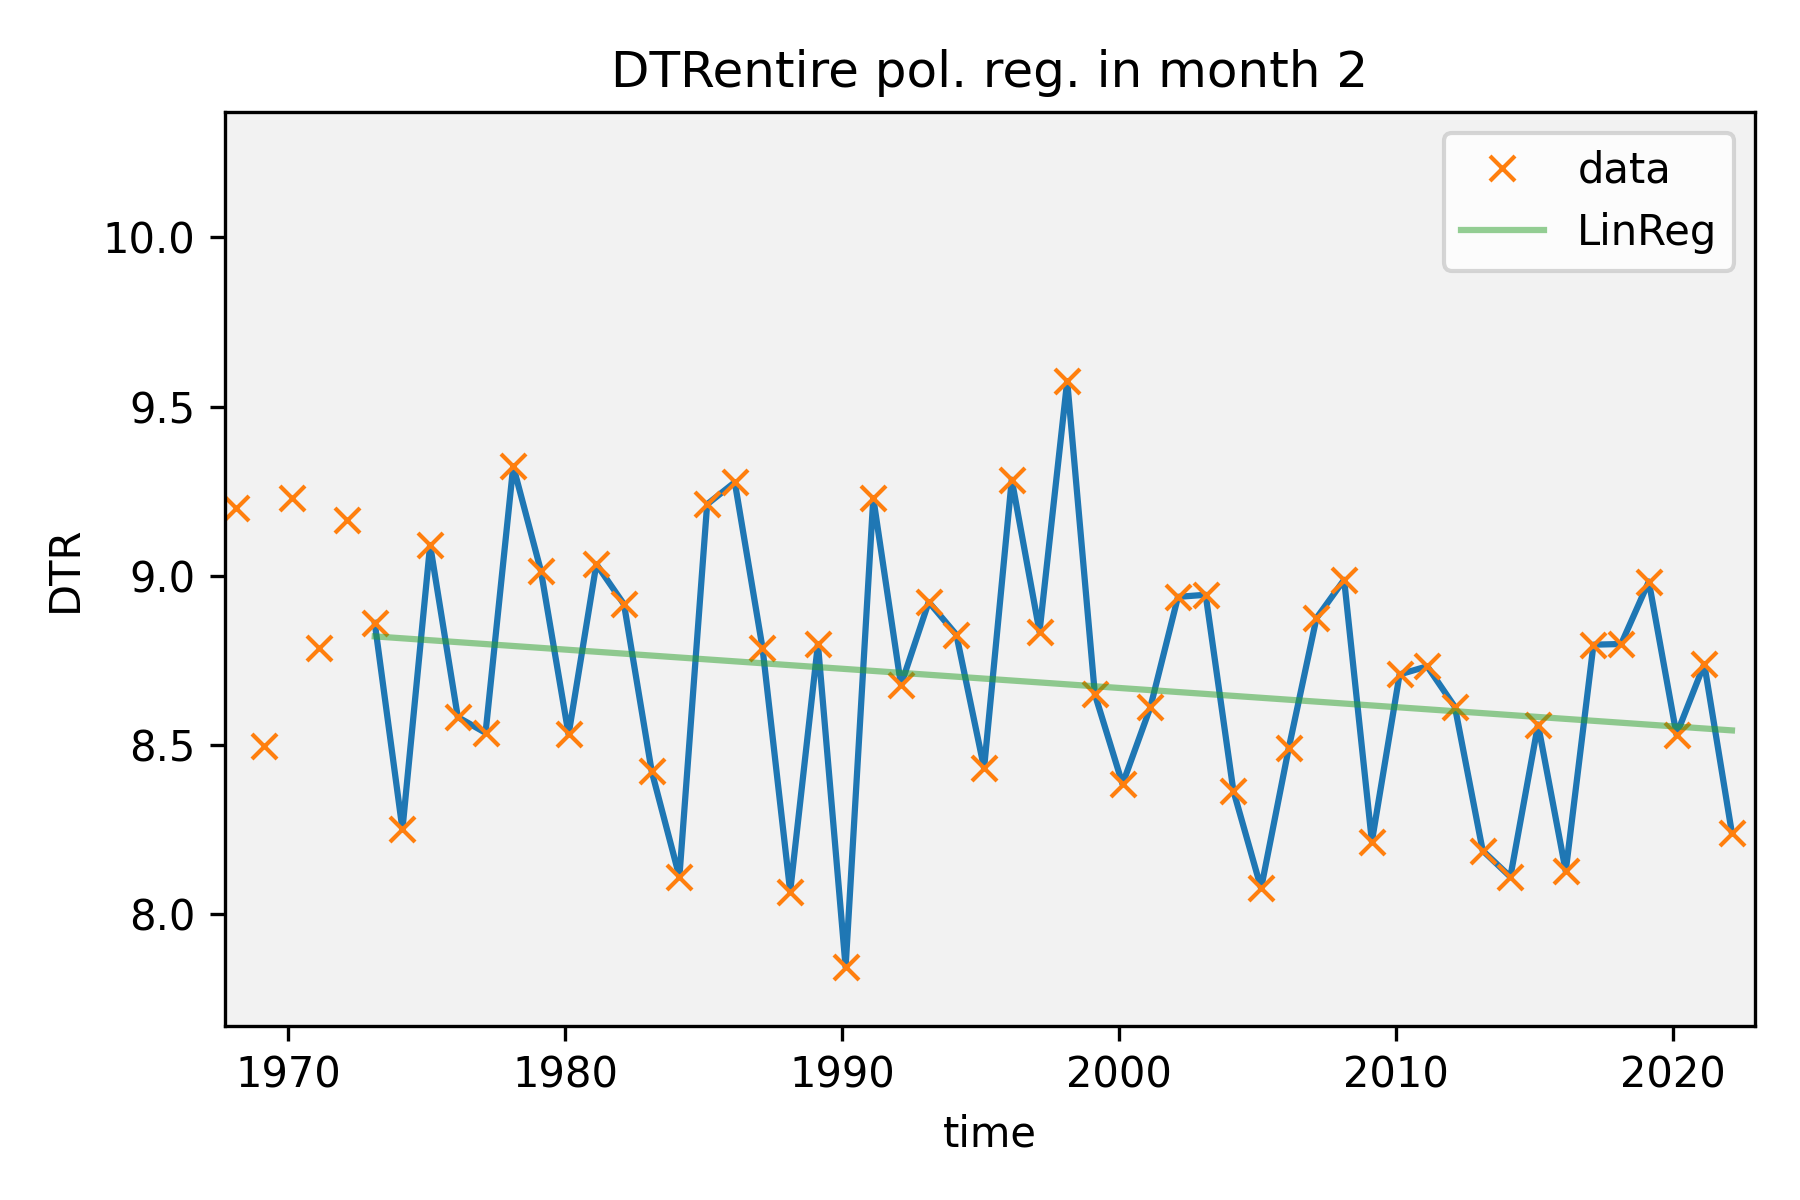 DTRentire pol. reg. in month 2
data
LinReg
10.0
9.5
9.0
8.5
8.0
DTR
1970 1980 1990 2000 2010 2020
time